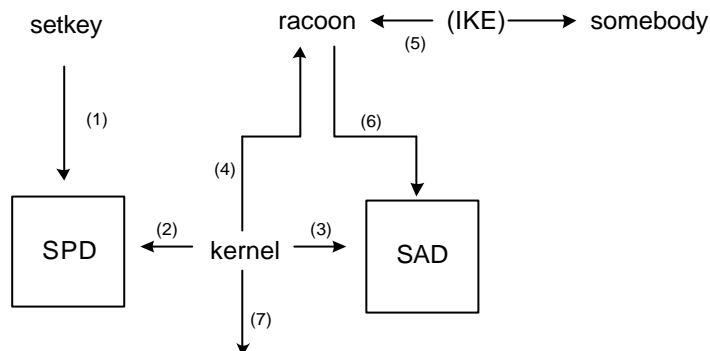 setkey
racoon
(IKE)
somebody
(5)
(1)
(6)
(4)
SPD
(2)
kernel
(3)
SAD
(7)